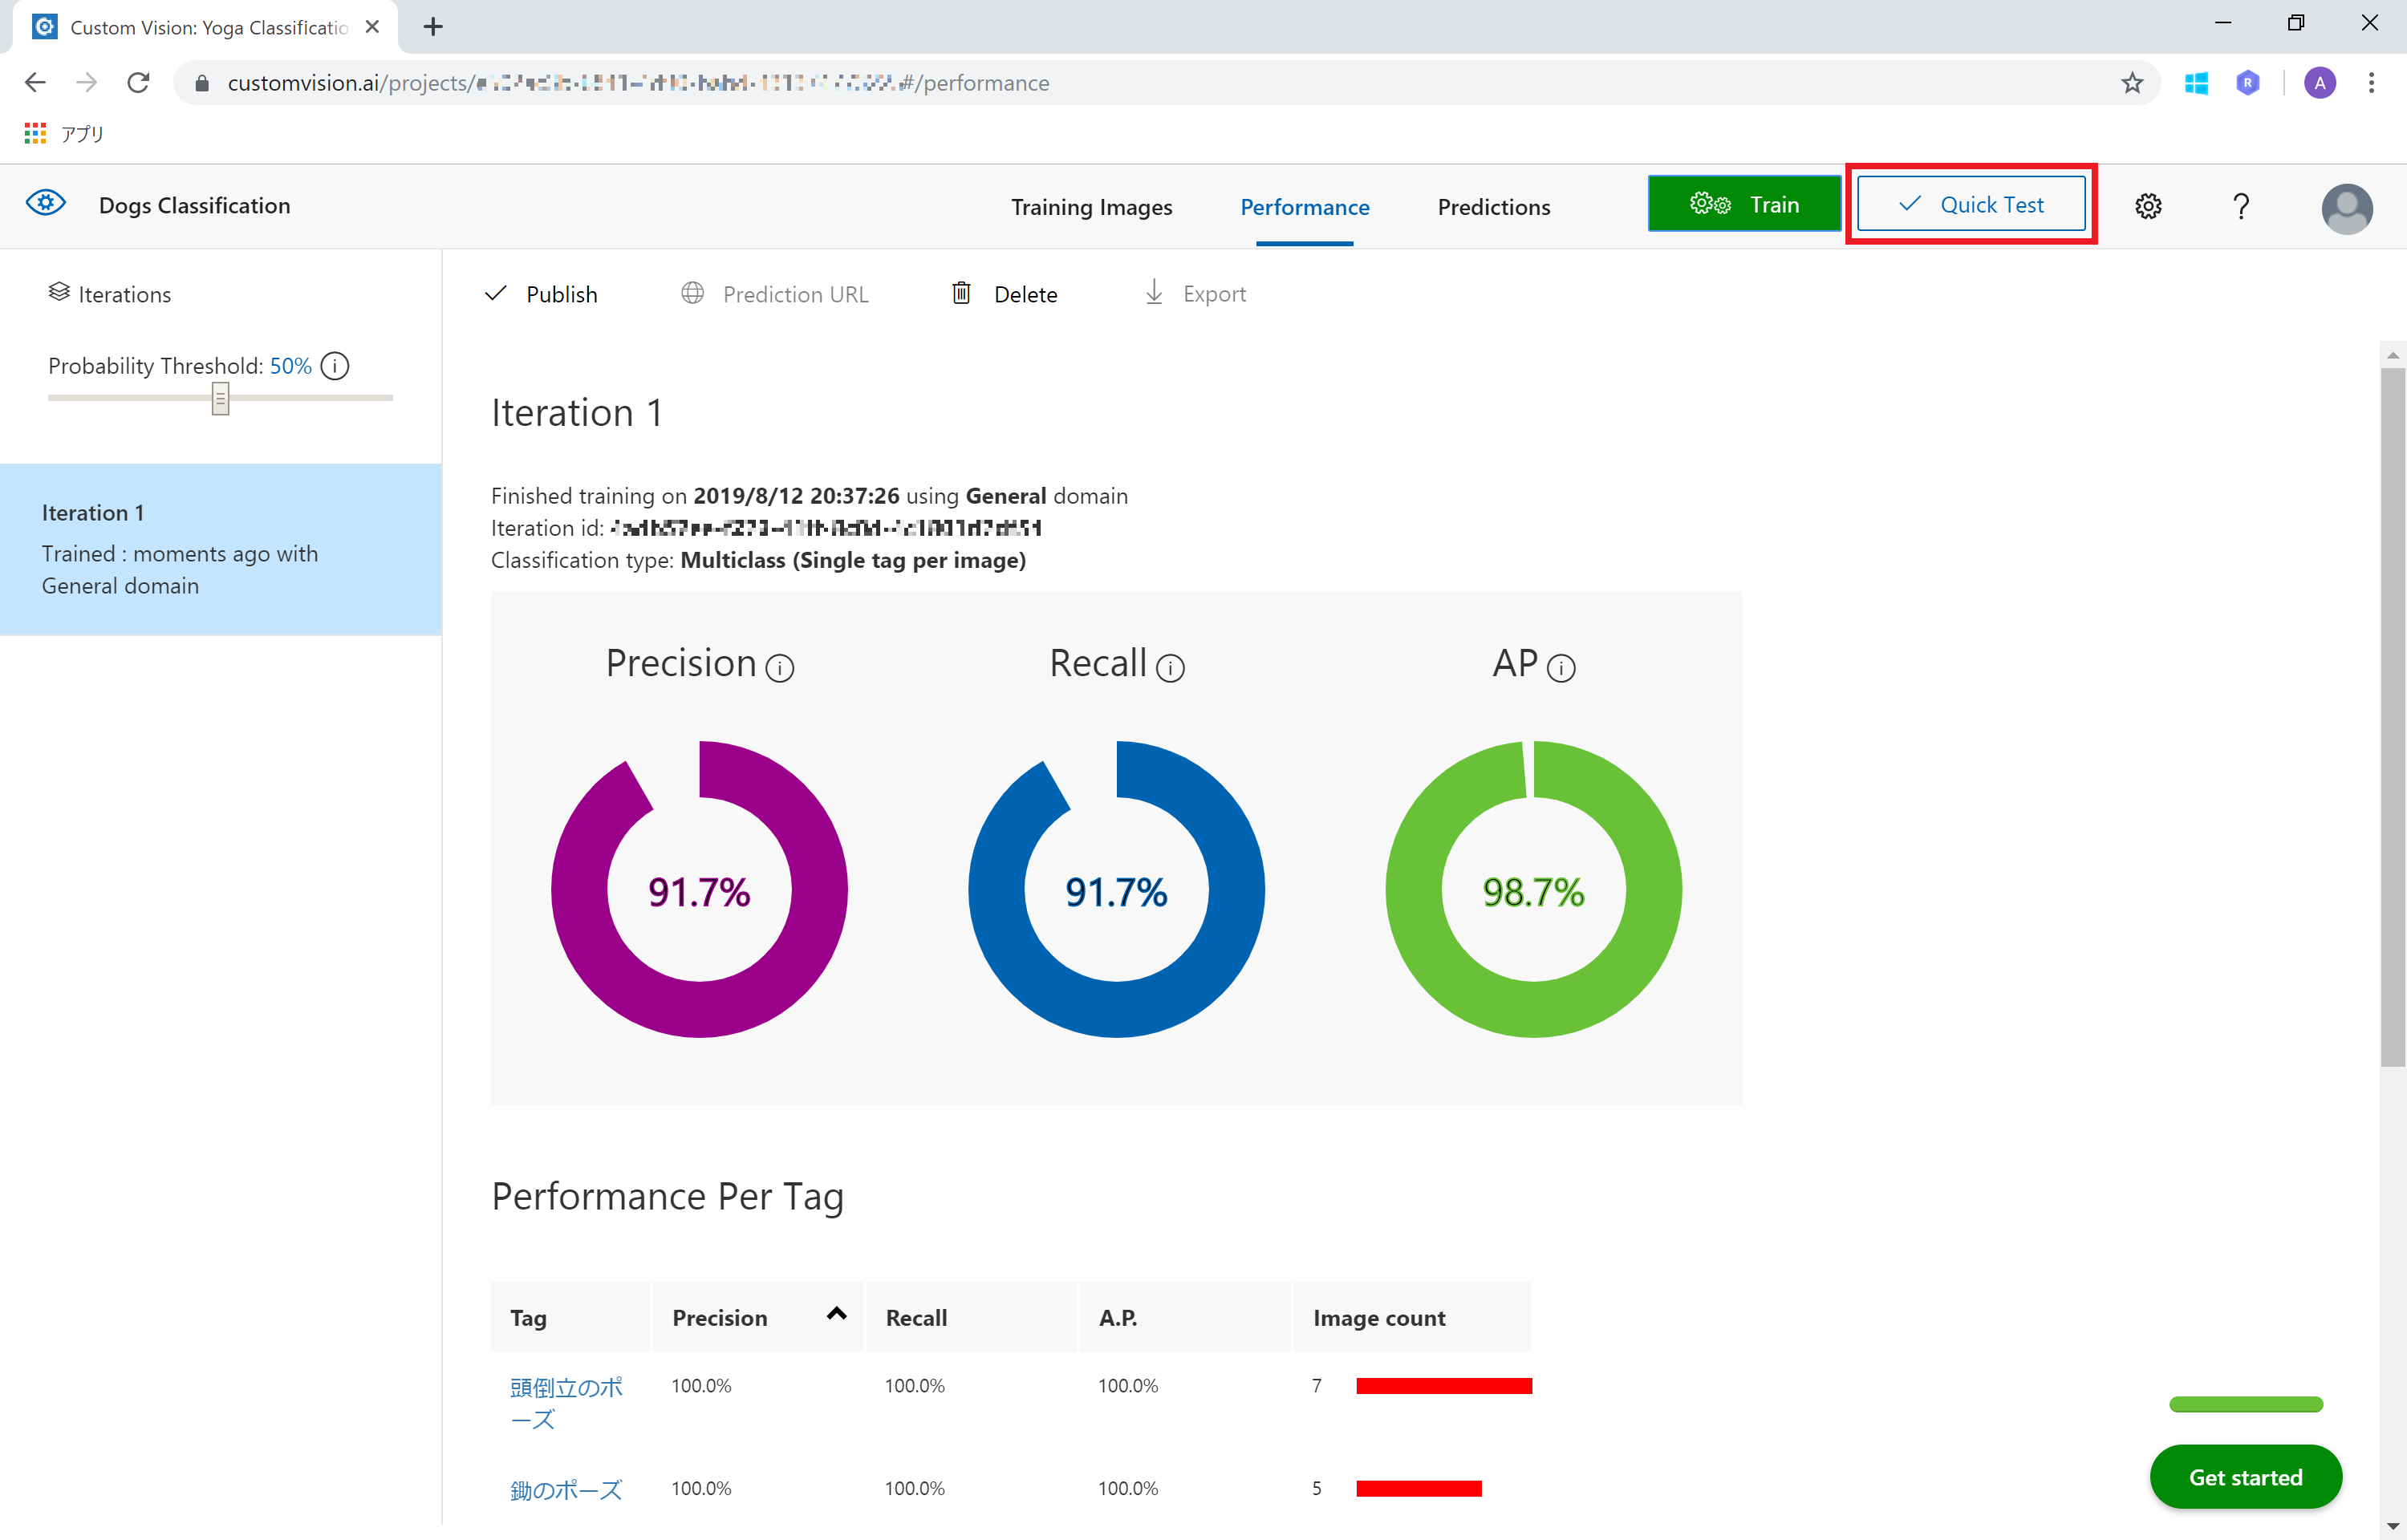 Custom Vision: Yoga Classificatio
customvision.ai/projects/ #/performance
アプリ
Dogs Classification
Training Images
Performance
Predictions
Train
Quick Test
Iterations
Publish
Prediction URL
Delete
Export
Probability Threshold: 50%
Iteration 1
Trained : moments ago with
General domain
Iteration 1
Finished training on 2019/8/12 20:37:26 using General domain
Iteration id:
Classification type: Multiclass (Single tag per image)
Precision
Recall
AP
91.7%
91.7%
98.7%
Performance Per Tag
Tag Precision Recall A.P. Image count
頭倒立のポ
ーズ
100.0% 100.0% 100.0% 7
鋤のポーズ 100.0% 100.0% 100.0% 5
Get started
A
R